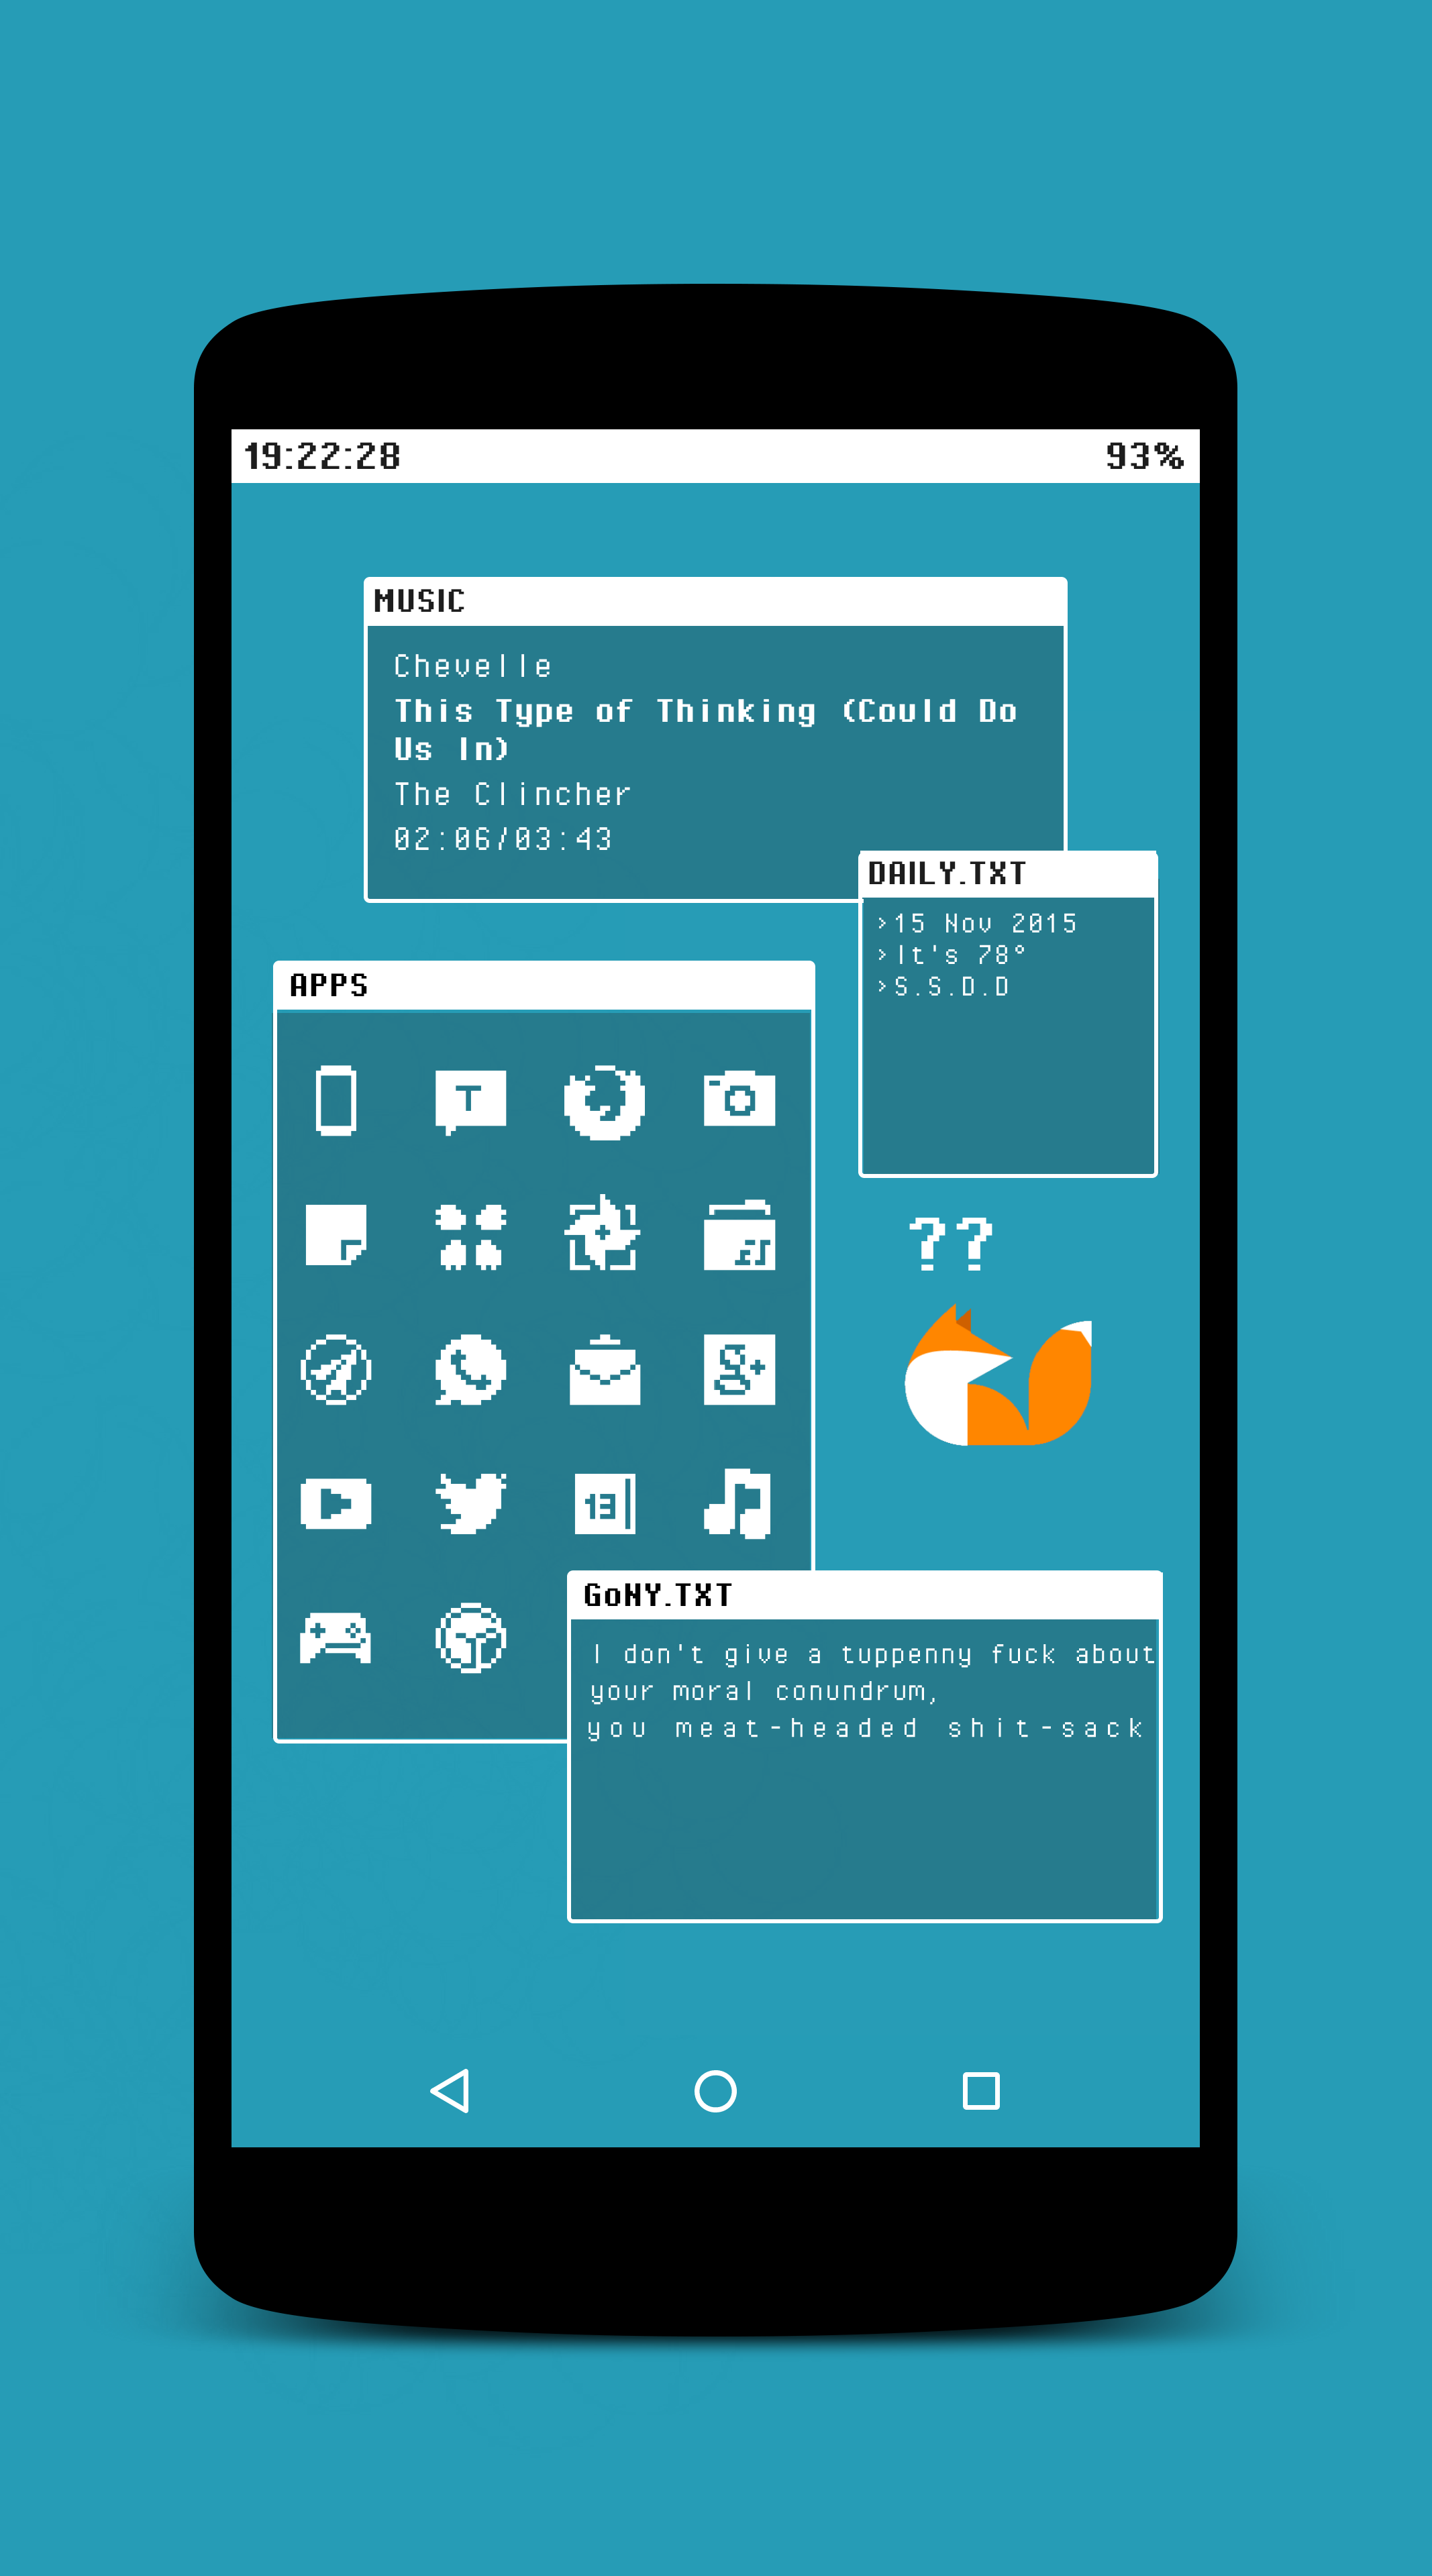 19:22:28 93%
MUSIC
Chevelle
This Type of Thinking (Could Do
Us In)
The Clincher
02:06/03:43
DAILY.TXT
>15 Nov 2015
>It's 78°
>S.S.D.D
APPS
T
??
g+
13
GoNY.TXT
I don't give a tuppenny fuck about
your moral conundrum,
you meat-headed shit-sack